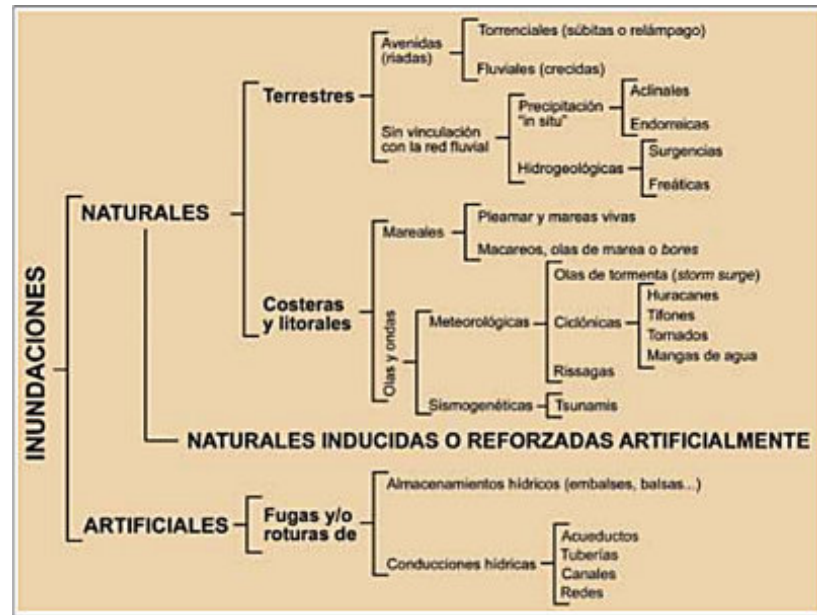 INUNDACIONES
NATURALES
Terrestres
Avenidas
(riadas)
Torrenciales (súbitas o relámpago)
Fluviales (crecidas)
Sin vinculación
con la red fluvial
Precipitación
"in situ"
Aclinales
Endorreicas
Hidrogeológicas
Surgencias
Freáticas
Costeras
y litorales
Mareales
Pleamar y mareas vivas
Macareos, olas de marea o bores
Olas y ondas
Meteorológicas
Olas de tormenta (storm surge)
Ciclónicas
Huracanes
Tifones
Tornados
Mangas de agua
Rissagas
Sismogenéticas
Tsunamis
NATURALES INDUCIDAS O REFORZADAS ARTIFICIALMENTE
ARTIFICIALES
Fugas y/o
roturas de
Almacenamientos hídricos (embalses, balsas...)
Conducciones hídricas
Acueductos
Tuberías
Canales
Redes